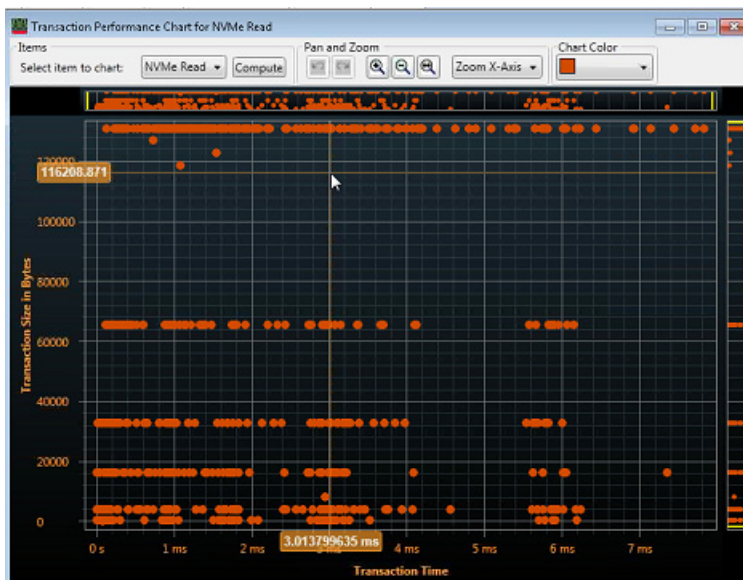 Transaction Performance Chart for NVMe Read
Items
Pan and Zoom
Chart Color
Select item to chart:
NVMe Read
Compute
Zoom X-Axis
120000
116208.871
100000
80000
60000
40000
20000
0
Transaction Size in Bytes
0 s
1 ms
2 ms
3.013799635 ms
4 ms
5 ms
6 ms
7 ms
Transaction Time